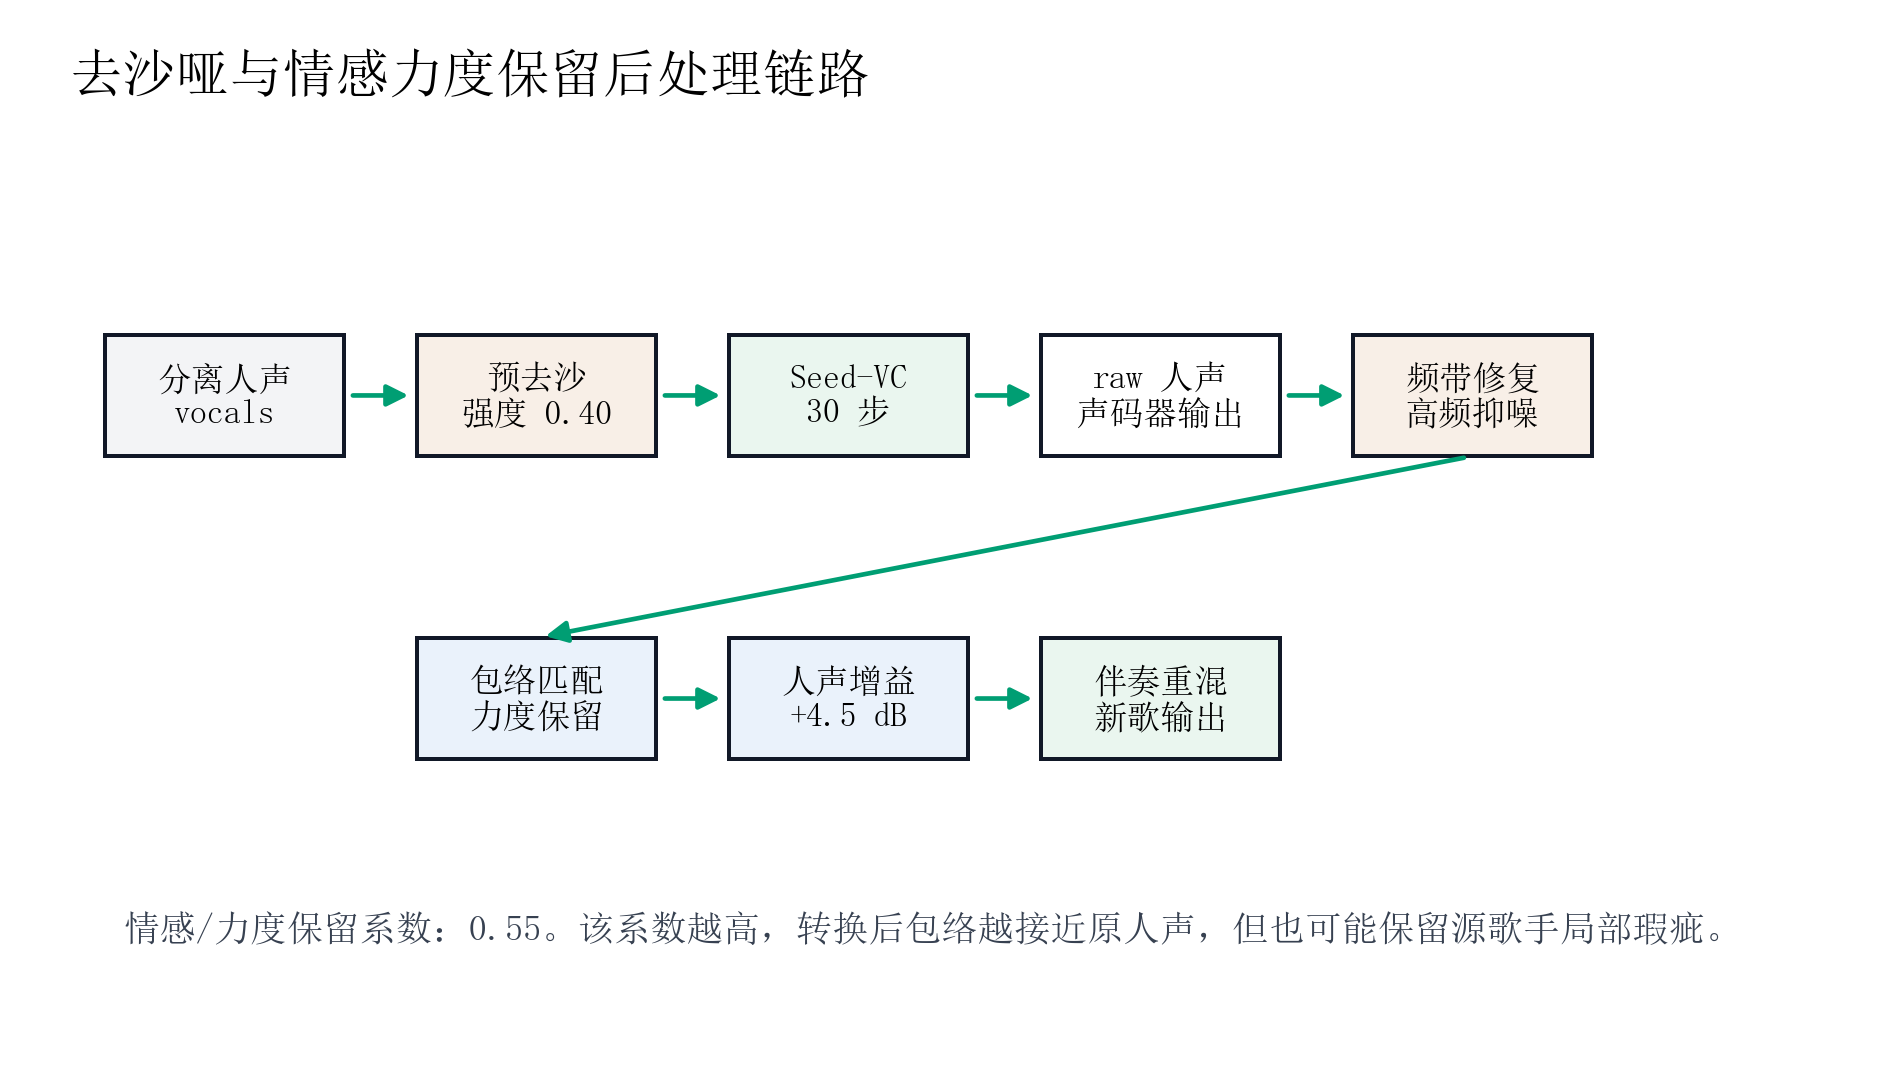 去沙哑与情感力度保留后处理链路
分离人声
vocals
预去沙
强度 0.40
Seed-VC
30 步
raw 人声
声码器输出
频带修复
高频抑噪
包络匹配
力度保留
人声增益
+4.5 dB
伴奏重混
新歌输出
情感/力度保留系数：0.55。该系数越高，转换后包络越接近原人声，但也可能保留源歌手局部瑕疵。